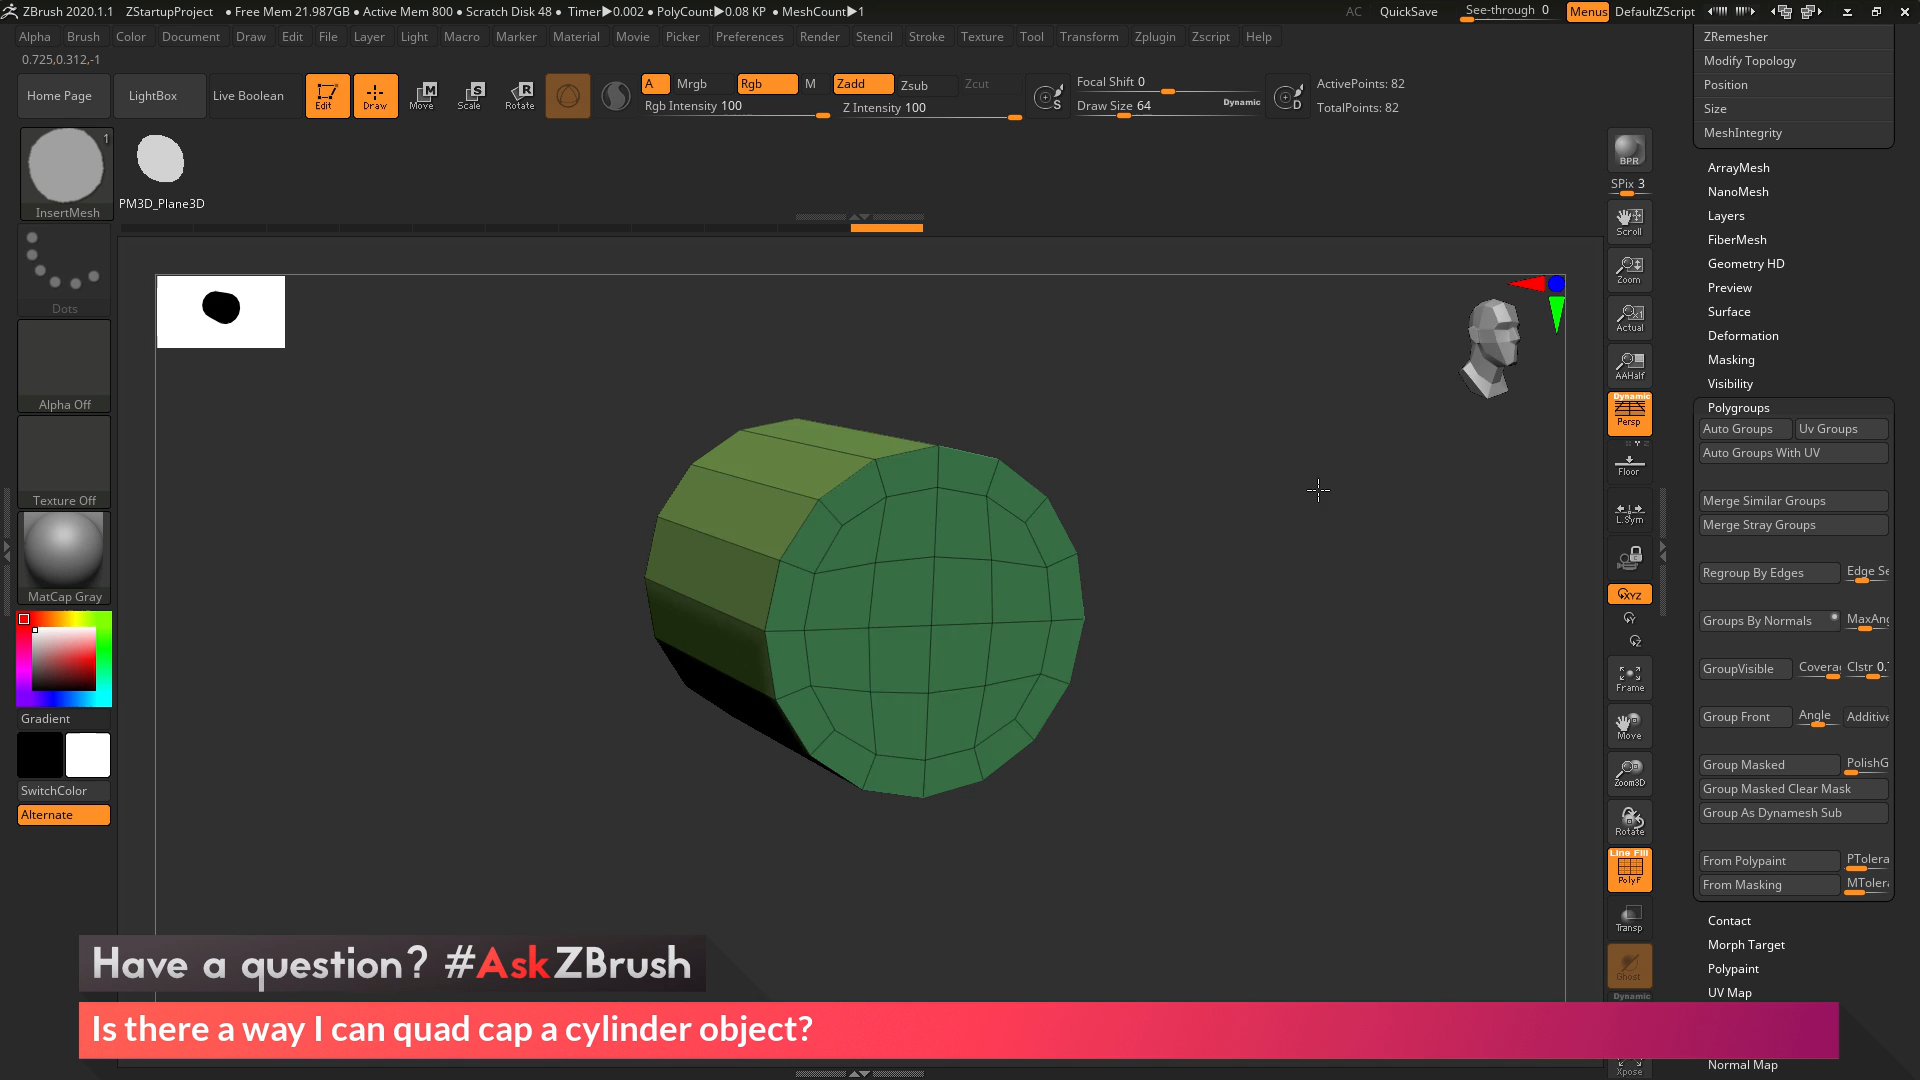 ZBrush 2020.1.1 ZStartupProject • Free Mem 21.987GB • Active Mem 800 • Scratch Disk 48 • Timer▶0.002 • PolyCount▶0.08 KP • MeshCount▶1 AC QuickSave See-through 0 Menus DefaultZScript
Alpha Brush Color Document Draw Edit File Layer Light Macro Marker Material Movie Picker Preferences Render Stencil Stroke Texture Tool Transform Zplugin Zscript Help
0.725,0.312,-1
Home Page LightBox Live Boolean Edit Draw Move Scale Rotate
A Mrgb Rgb M Zadd Zsub Zcut
Rgb Intensity 100 Z Intensity 100
S Focal Shift 0
Draw Size 64 Dynamic D
ActivePoints: 82
TotalPoints: 82
1
InsertMesh
PM3D_Plane3D
Dots
Alpha Off
Texture Off
MatCap Gray
Gradient
SwitchColor
Alternate
BPR
SPix 3
Scroll
Zoom
Actual
AAHalf
Dynamic
Persp
Floor
L.Sym
XYZ
Y
Z
Frame
Move
Zoom3D
Rotate
Line Fill
PolyF
Transp
Ghost
Dynamic
Xpose
ZRemesher
Modify Topology
Position
Size
MeshIntegrity
ArrayMesh
NanoMesh
Layers
FiberMesh
Geometry HD
Preview
Surface
Deformation
Masking
Visibility
Polygroups
Auto Groups Uv Groups
Auto Groups With UV
Merge Similar Groups
Merge Stray Groups
Regroup By Edges Edge Se
Groups By Normals MaxAng
GroupVisible Covera Clstr 0.
Group Front Angle Additive
Group Masked PolishG
Group Masked Clear Mask
Group As Dynamesh Sub
From Polypaint PTolera
From Masking MTolera
Contact
Morph Target
Polypaint
UV Map
Normal Map
Have a question? #AskZBrush
Is there a way I can quad cap a cylinder object?